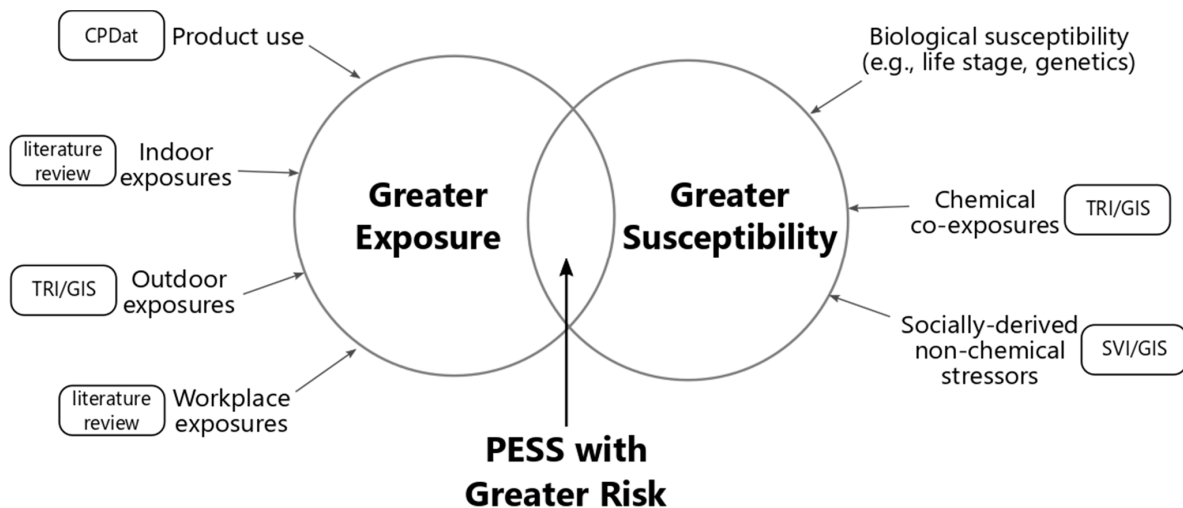 CPDat
Product use
literature
review
Indoor
exposures
TRI/GIS
Outdoor
exposures
literature
review
Workplace
exposures
Greater
Exposure
Greater
Susceptibility
Biological susceptibility
(e.g., life stage, genetics)
Chemical
co-exposures
TRI/GIS
Socially-derived
non-chemical
stressors
SVI/GIS
PESS with
Greater Risk